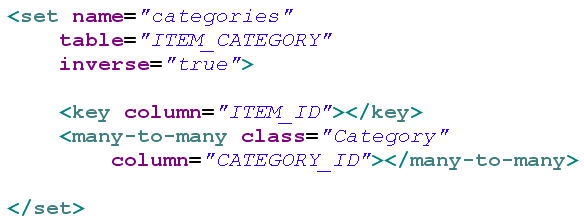 <set name="categories"
table="ITEM_CATEGORY"
inverse="true">
<key column="ITEM_ID"></key>
<many-to-many class="Category"
column="CATEGORY_ID"></many-to-many>
</set>